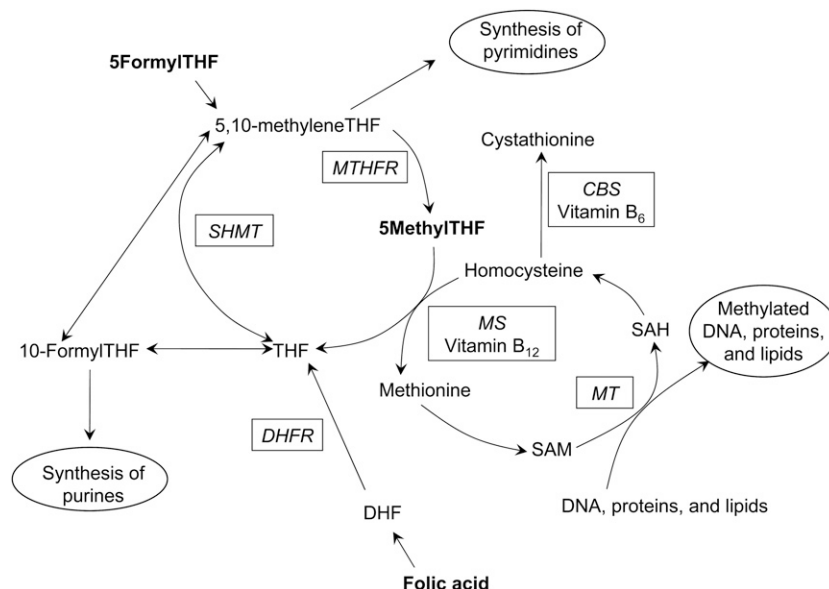 Synthesis of
pyrimidines
5FormylTHF
5,10-methyleneTHF
Cystathionine
MTHFR
CBS
Vitamin B6
SHMT
5MethylTHF
Homocysteine
Methylated
DNA, proteins,
and lipids
MS
Vitamin B12
SAH
10-FormylTHF
THF
Methionine
MT
DHFR
SAM
Synthesis of
purines
DHF
DNA, proteins, and lipids
Folic acid